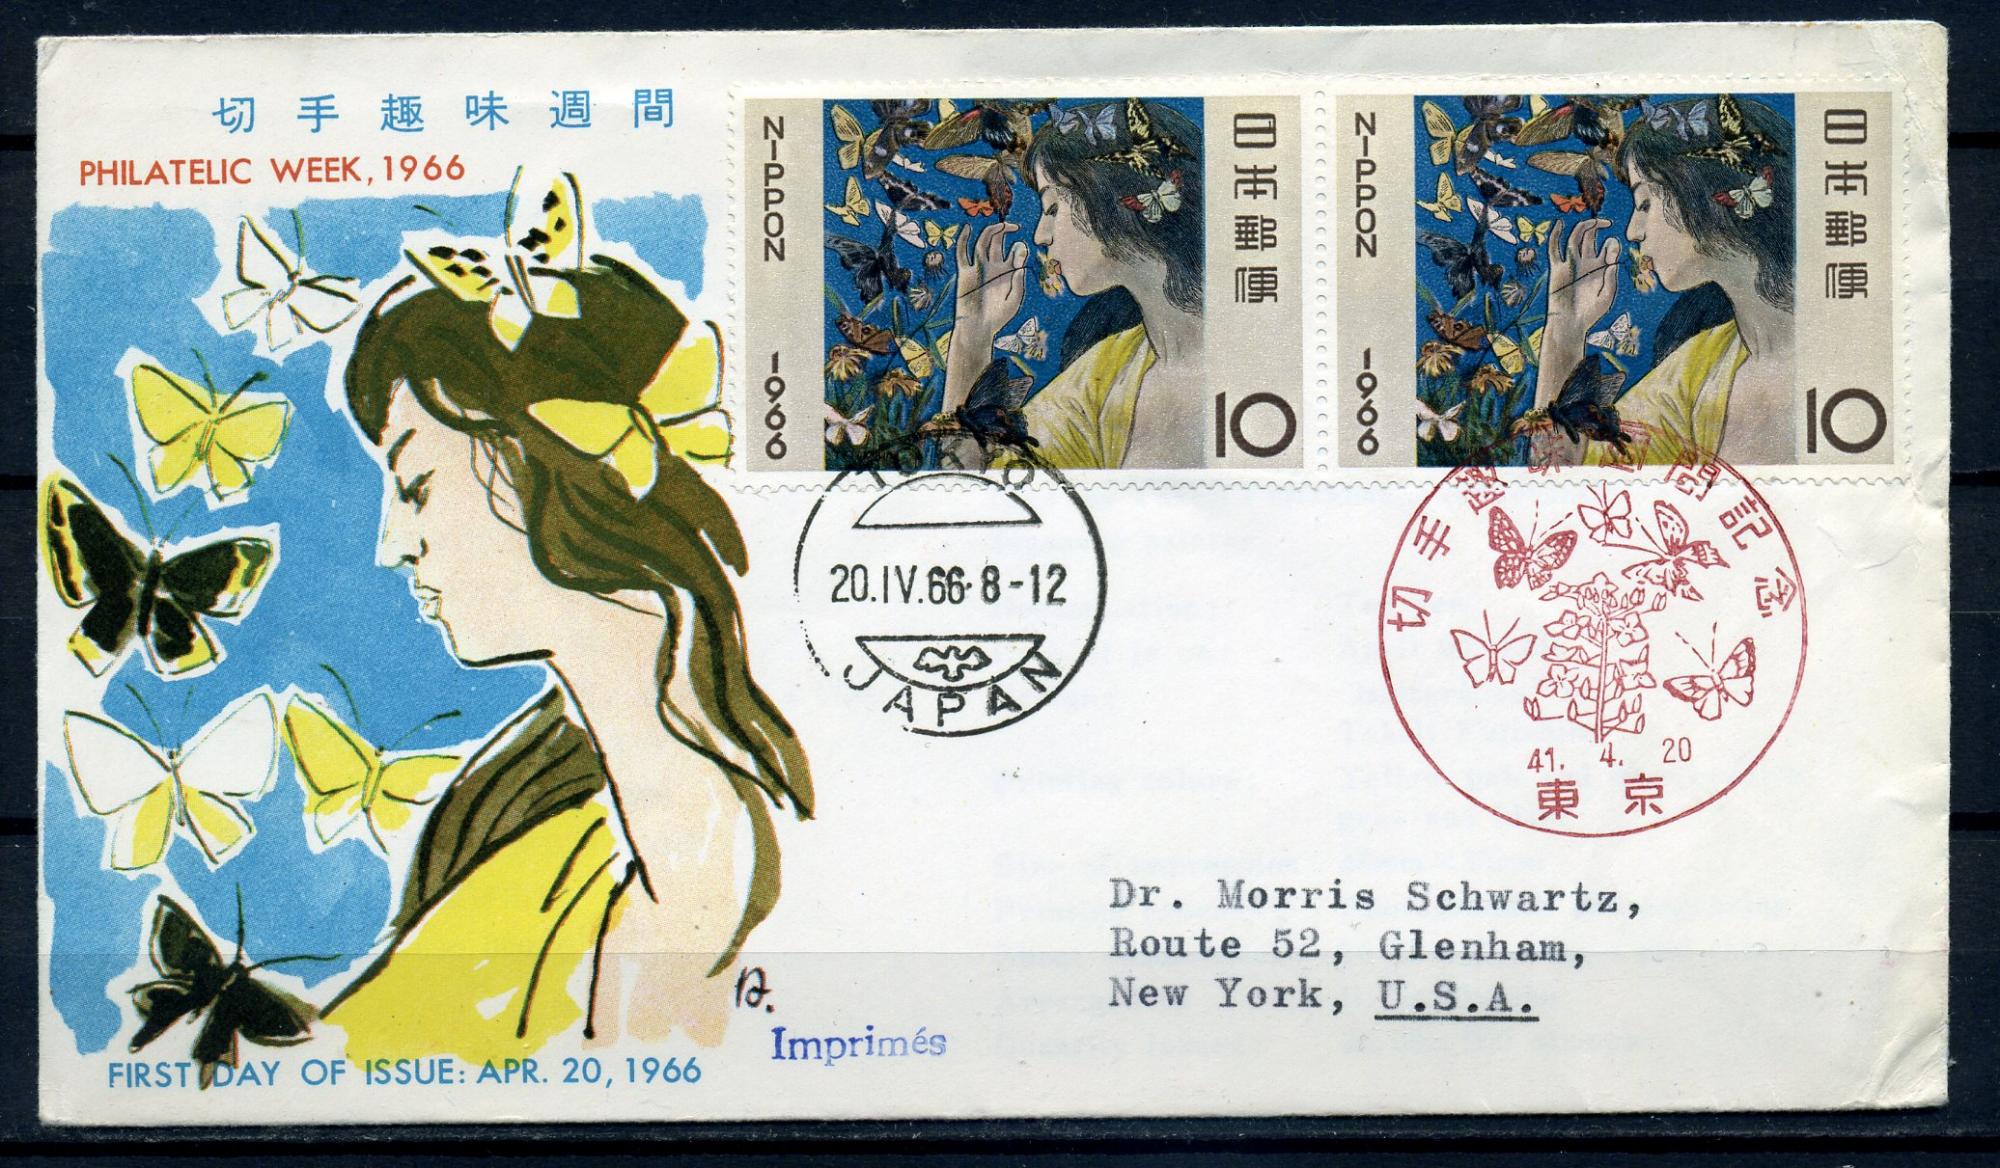 切手趣味週間
PHILATELIC WEEK, 1966
NIPPON 1966
日本郵便
10
NIPPON 1966
日本郵便
10
TOKYO
20.IV.66.8-12
JAPAN
切手趣味週間記念
41. 4. 20
東京
Dr. Morris Schwartz,
Route 52, Glenham,
New York, U.S.A.
Imprimés
FIRST DAY OF ISSUE: APR. 20, 1966